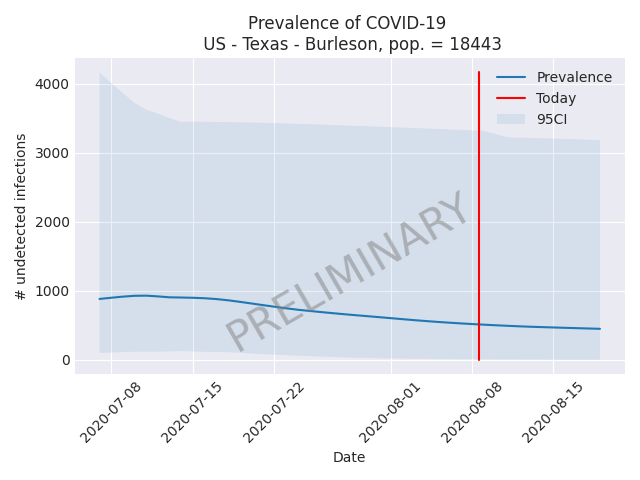 Prevalence of COVID-19
US - Texas - Burleson, pop. = 18443
Prevalence
Today
95CI
4000
3000
2000
1000
0
# undetected infections
PRELIMINARY
2020-07-08
2020-07-15
2020-07-22
2020-08-01
2020-08-08
2020-08-15
Date